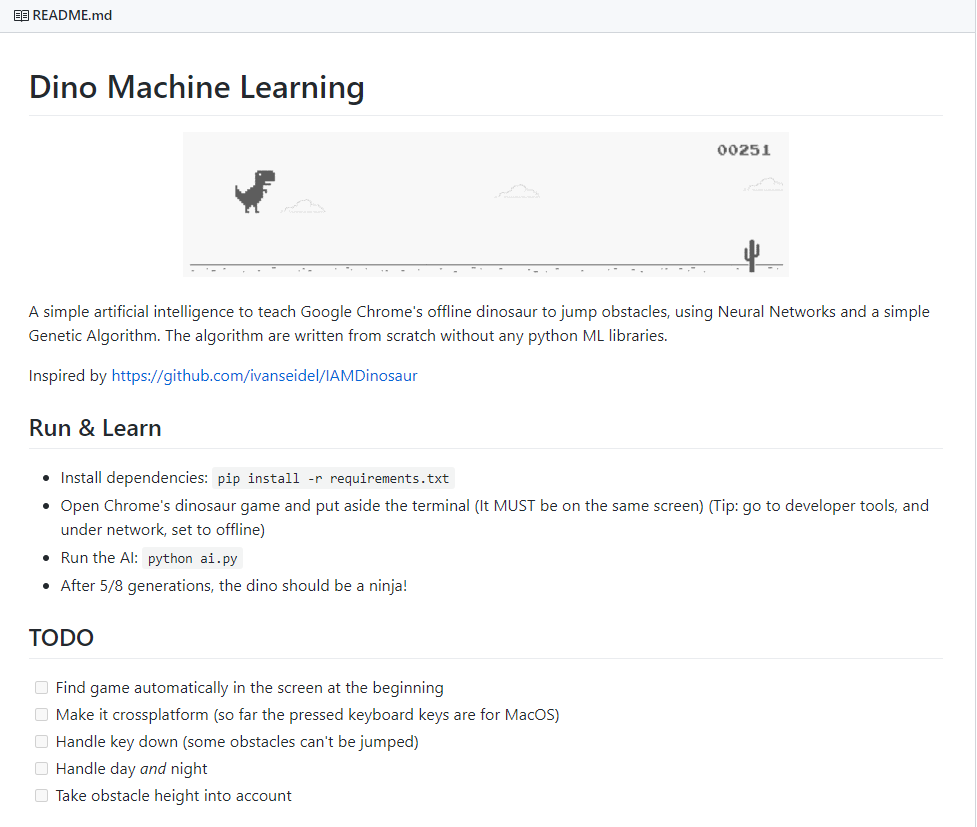 README.md
Dino Machine Learning
00251
A simple artificial intelligence to teach Google Chrome's offline dinosaur to jump obstacles, using Neural Networks and a simple
Genetic Algorithm. The algorithm are written from scratch without any python ML libraries.
Inspired by https://github.com/ivanseidel/IAMDinosaur
Run & Learn
Install dependencies: pip install -r requirements.txt
Open Chrome's dinosaur game and put aside the terminal (It MUST be on the same screen) (Tip: go to developer tools, and
under network, set to offline)
Run the AI: python ai.py
After 5/8 generations, the dino should be a ninja!
TODO
Find game automatically in the screen at the beginning
Make it crossplatform (so far the pressed keyboard keys are for MacOS)
Handle key down (some obstacles can't be jumped)
Handle day and night
Take obstacle height into account